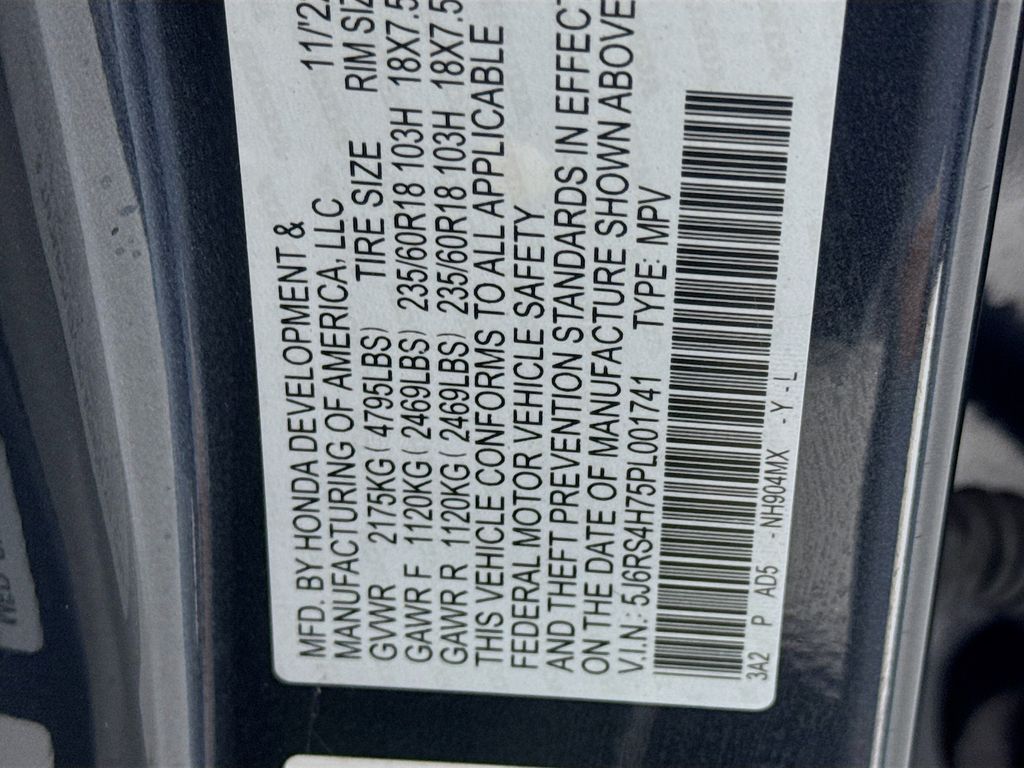 MFD. BY HONDA DEVELOPMENT &
MANUFACTURING OF AMERICA, LLC 11/'2
GVWR 2175KG ( 4795LBS) TIRE SIZE RIM SIZ
GAWR F 1120KG ( 2469LBS) 235/60R18 103H 18X7.5
GAWR R 1120KG ( 2469LBS) 235/60R18 103H 18X7.5
THIS VEHICLE CONFORMS TO ALL APPLICABLE
FEDERAL MOTOR VEHICLE SAFETY
AND THEFT PREVENTION STANDARDS IN EFFECT
ON THE DATE OF MANUFACTURE SHOWN ABOVE
V.I.N.: 5J6RS4H75PL001741 TYPE: MPV
3A2 P AD5 - NH904MX - Y - L